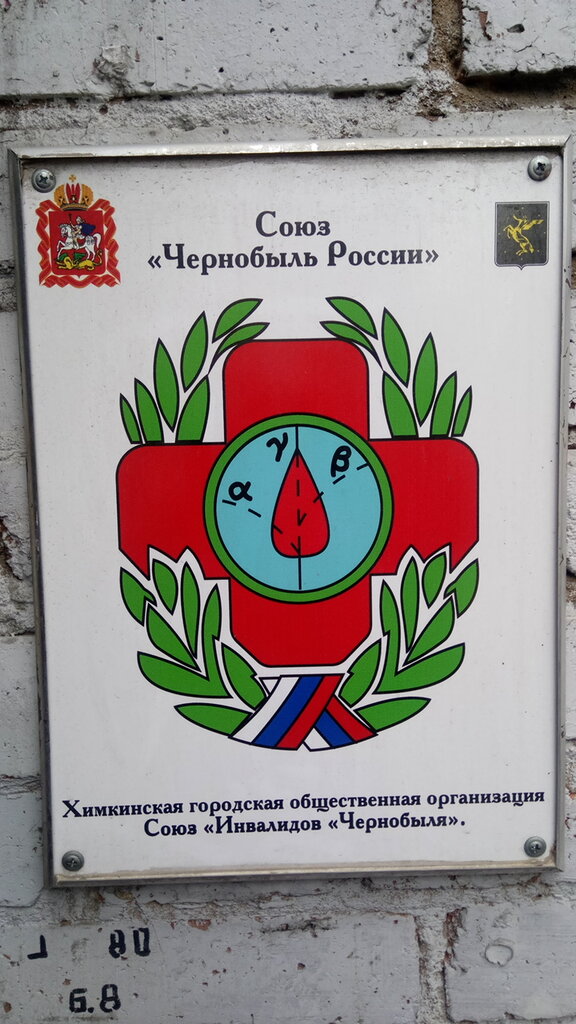 Союз
«Чернобыль России»
γ
β
α
Химкинская городская общественная организация
Союз «Инвалидов «Чернобыля».
80
6.8